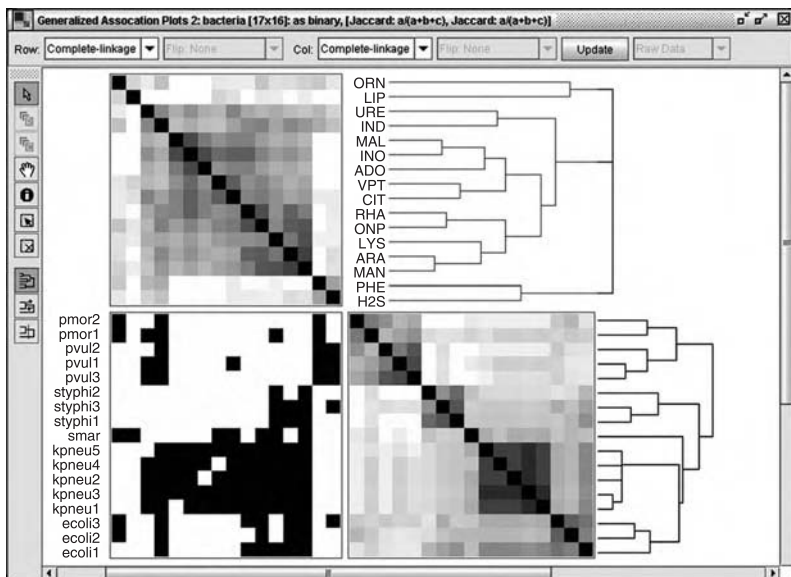 Generalized Assocation Plots 2: bacteria [17x16]: as binary, [Jaccard: a/(a+b+c), Jaccard: a/(a+b+c)]
Row: Complete-linkage Flip: None Col: Complete-linkage Flip: None Update Raw Data
ORN
LIP
URE
IND
MAL
INO
ADO
VPT
CIT
RHA
ONP
LYS
ARA
MAN
PHE
H2S
pmor2
pmor1
pvul2
pvul1
pvul3
styphi2
styphi3
styphi1
smar
kpneu5
kpneu4
kpneu2
kpneu3
kpneu1
ecoli3
ecoli2
ecoli1